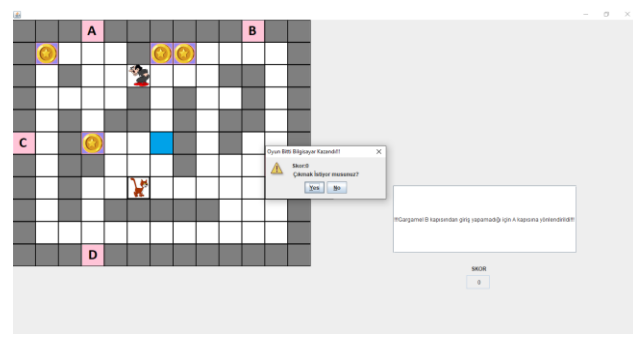 A
B
C
D
Oyun Bitti Bilgisayar Kazandı!!!
Skor:0
Çıkmak İstiyor musunuz?
Yes
No
!!!Gargamel B kapısından giriş yapamadığı için A kapısına yönlendirildi!!!
SKOR
0